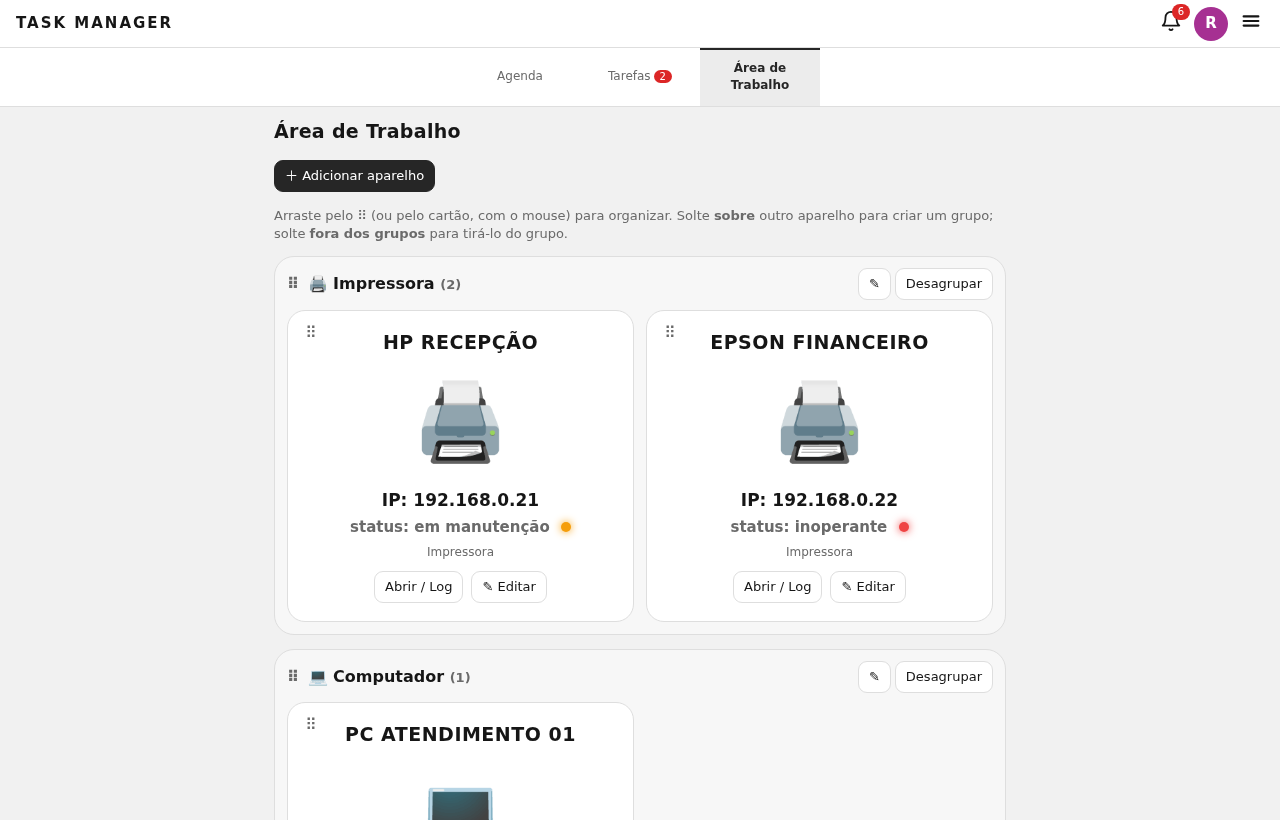 TASK MANAGER
6
R
Agenda
Tarefas 2
Área de
Trabalho
Área de Trabalho
+ Adicionar aparelho
Arraste pelo ⠿ (ou pelo cartão, com o mouse) para organizar. Solte sobre outro aparelho para criar um grupo;
solte fora dos grupos para tirá-lo do grupo.
Impressora (2)
✎ Desagrupar
HP RECEPÇÃO
IP: 192.168.0.21
status: em manutenção
Impressora
Abrir / Log ✎ Editar
EPSON FINANCEIRO
IP: 192.168.0.22
status: inoperante
Impressora
Abrir / Log ✎ Editar
Computador (1)
✎ Desagrupar
PC ATENDIMENTO 01